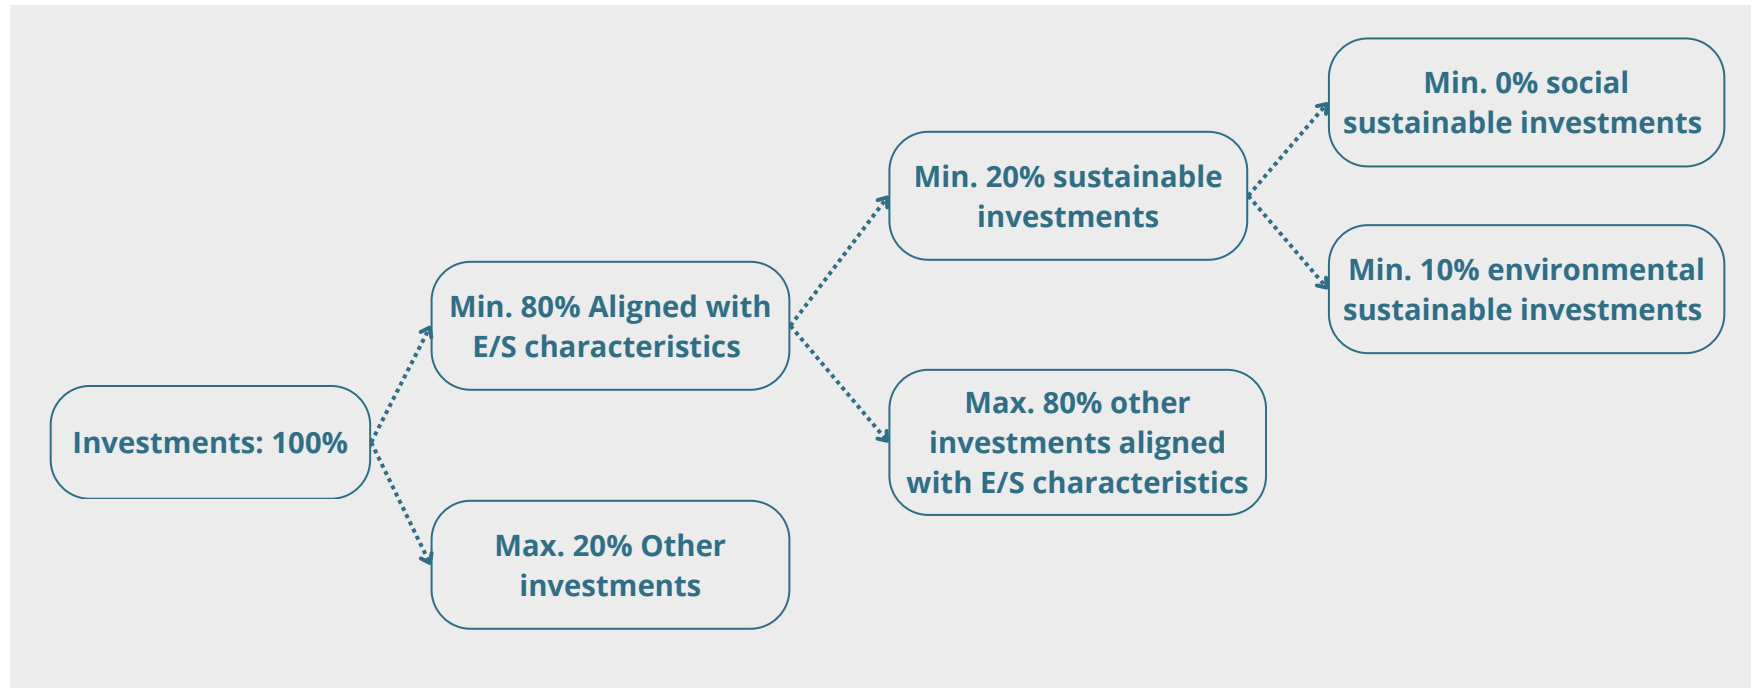 Investments: 100%
Min. 80% Aligned with
E/S characteristics
Max. 20% Other
investments
Min. 20% sustainable
investments
Max. 80% other
investments aligned
with E/S characteristics
Min. 0% social
sustainable investments
Min. 10% environmental
sustainable investments